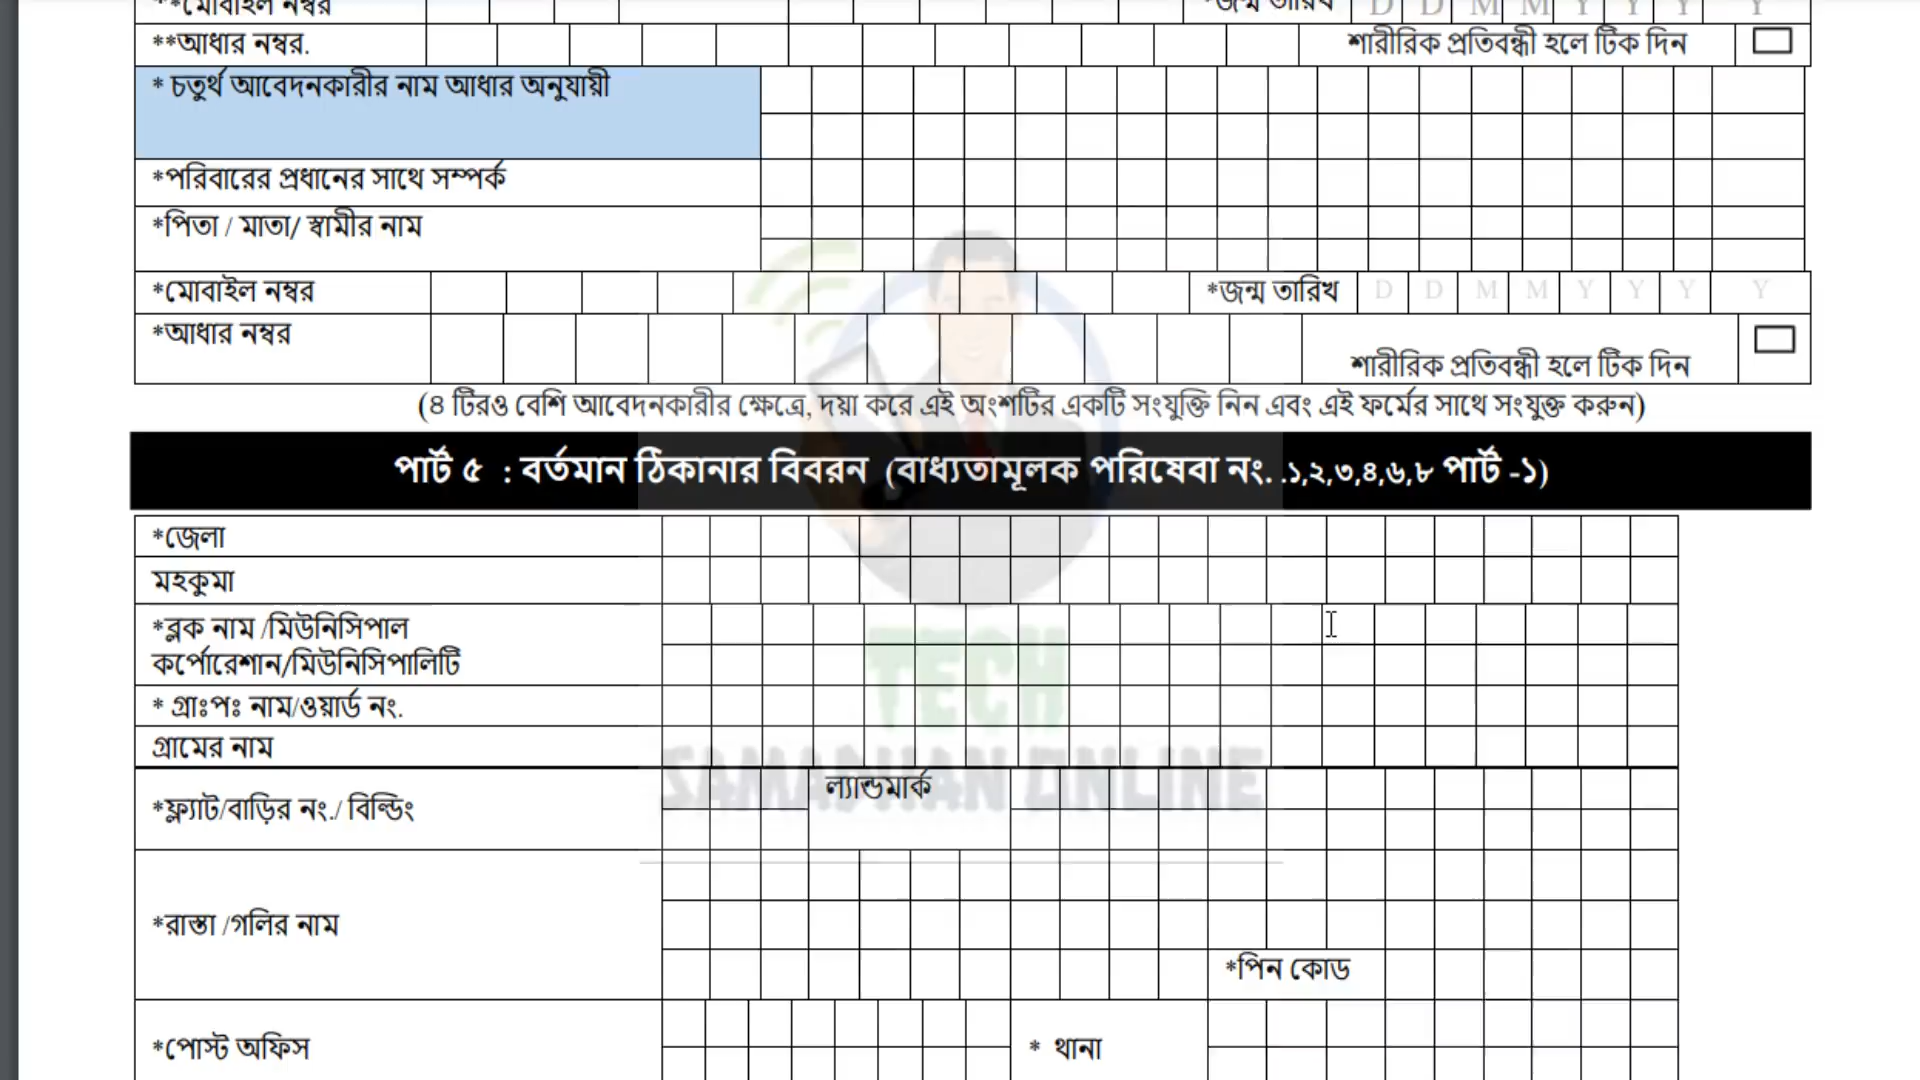 **মোবাইল নম্বর *জন্ম তারিখ D D M M Y Y Y Y
**আধার নম্বর. শারীরিক প্রতিবন্ধী হলে টিক দিন
* চতুর্থ আবেদনকারীর নাম আধার অনুযায়ী
*পরিবারের প্রধানের সাথে সম্পর্ক
*পিতা / মাতা/ স্বামীর নাম
*মোবাইল নম্বর *জন্ম তারিখ D D M M Y Y Y Y
*আধার নম্বর
শারীরিক প্রতিবন্ধী হলে টিক দিন
(৪ টিরও বেশি আবেদনকারীর ক্ষেত্রে, দয়া করে এই অংশটির একটি সংযুক্তি নিন এবং এই ফর্মের সাথে সংযুক্ত করুন)
পার্ট ৫ : বর্তমান ঠিকানার বিবরন (বাধ্যতামূলক পরিষেবা নং. .১,২,৩,৪,৬,৮ পার্ট -১)
*জেলা
মহকুমা
*ব্লক নাম /মিউনিসিপাল
কর্পোরেশান/মিউনিসিপালিটি
* গ্রাঃপঃ নাম/ওয়ার্ড নং.
গ্রামের নাম
TECH
SAMADHAN ONLINE
ল্যান্ডমার্ক
*ফ্ল্যাট/বাড়ির নং./ বিল্ডিং
*রাস্তা /গলির নাম
*পিন কোড
*পোস্ট অফিস * থানা